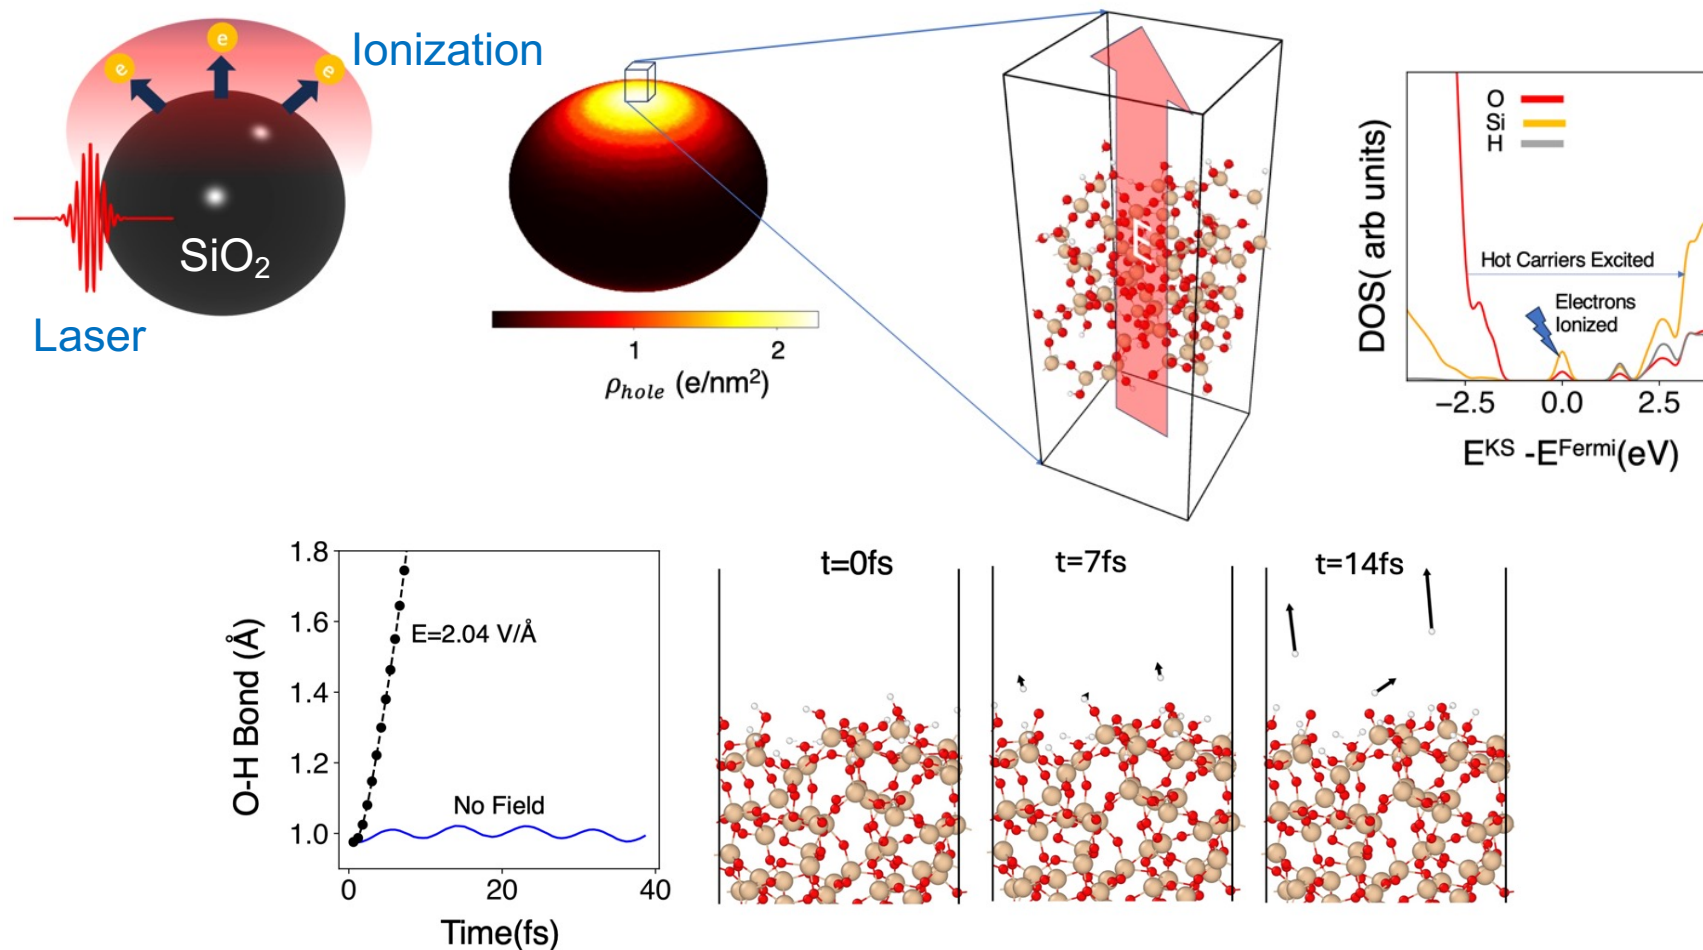 e
e
e
Ionization
SiO₂
Laser
1
2
ρhole (e/nm²)
E
DOS( arb units)
O
Si
H
Hot Carriers Excited
Electrons
Ionized
−2.5
0.0
2.5
E^KS -E^Fermi(eV)
O-H Bond (Å)
1.8
1.6
1.4
1.2
1.0
E=2.04 V/Å
No Field
0
20
40
Time(fs)
t=0fs
t=7fs
t=14fs